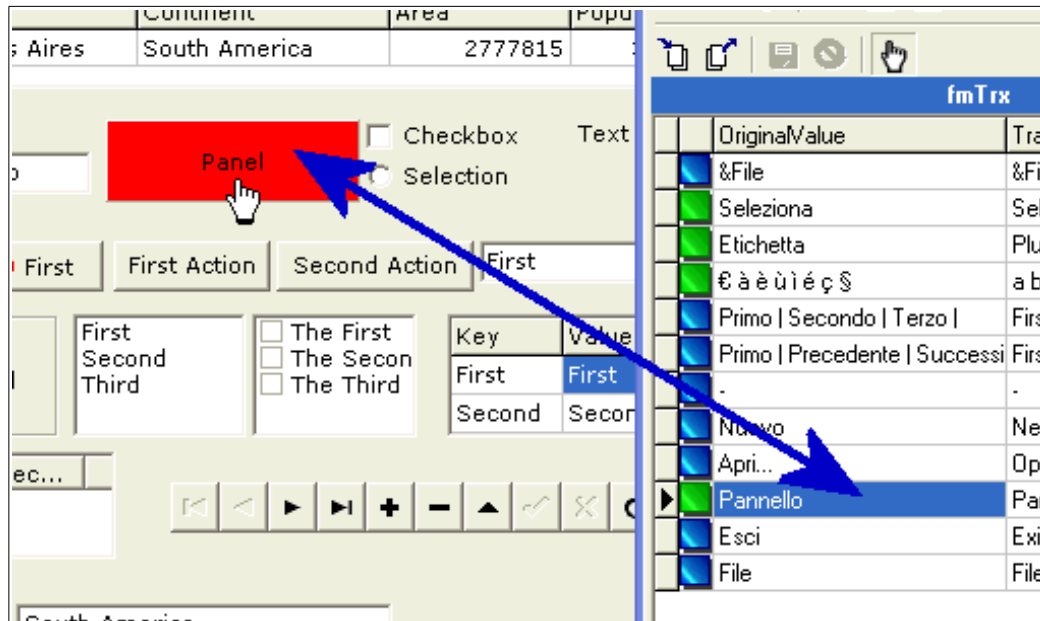 Continent Area Popu
s Aires South America 2777815
Panel
Checkbox
Text
Selection
First
First Action
Second Action
First
First
Second
Third
The First
The Secon
The Third
Key Value
First First
Second Secon
ec...
South America
fmTrx
OriginalValue Tra
&File &Fi
Seleziona Sel
Etichetta Plu
€ à è ù ì é ç § a b
Primo | Secondo | Terzo | Firs
Primo | Precedente | Successi Firs
- -
Nuovo Ne
Apri... Op
Pannello Pan
Esci Exi
File File